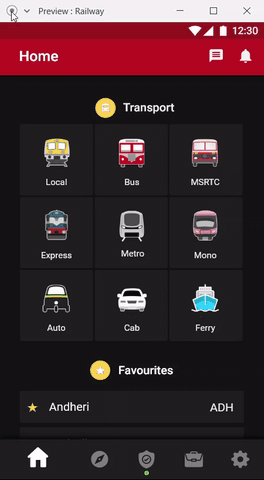 Preview : Railway
12:30
Home
Transport
Local Bus MSRTC
Express Metro Mono
Auto Cab Ferry
Favourites
Andheri ADH